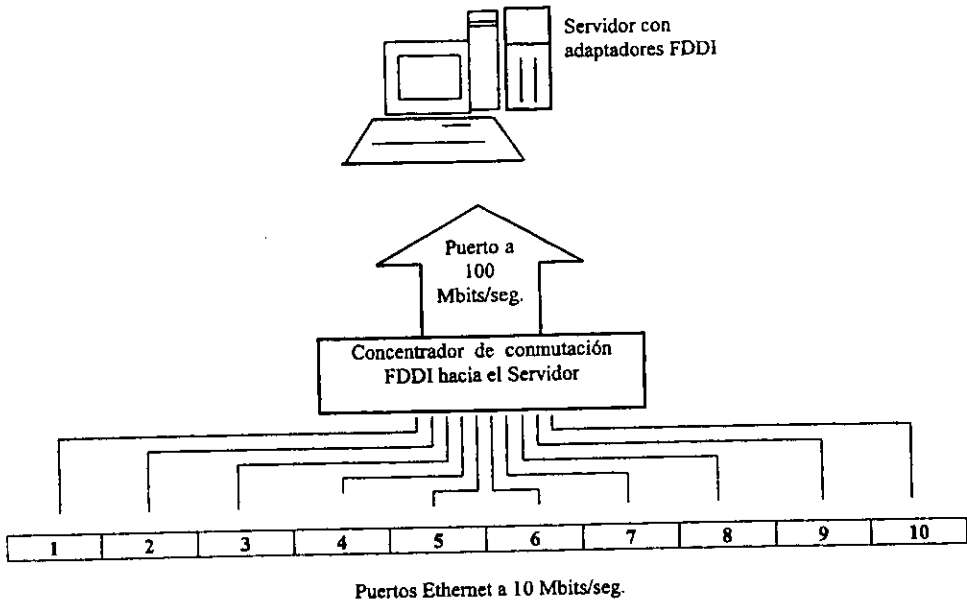 Servidor con
adaptadores FDDI
Puerto a
100
Mbits/seg.
Concentrador de conmutación
FDDI hacia el Servidor
1 2 3 4 5 6 7 8 9 10
Puertos Ethernet a 10 Mbits/seg.